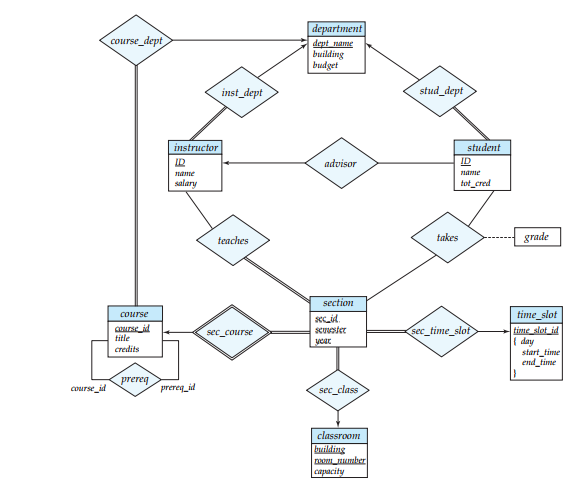 department
dept_name
building
budget
course_dept
inst_dept
stud_dept
instructor
ID
name
salary
advisor
student
ID
name
tot_cred
teaches
takes
grade
course
course_id
title
credits
sec_course
section
sec_id
semester
year
sec_time_slot
time_slot
time_slot_id
{ day
start_time
end_time
}
prereq
course_id
prereq_id
sec_class
classroom
building
room_number
capacity